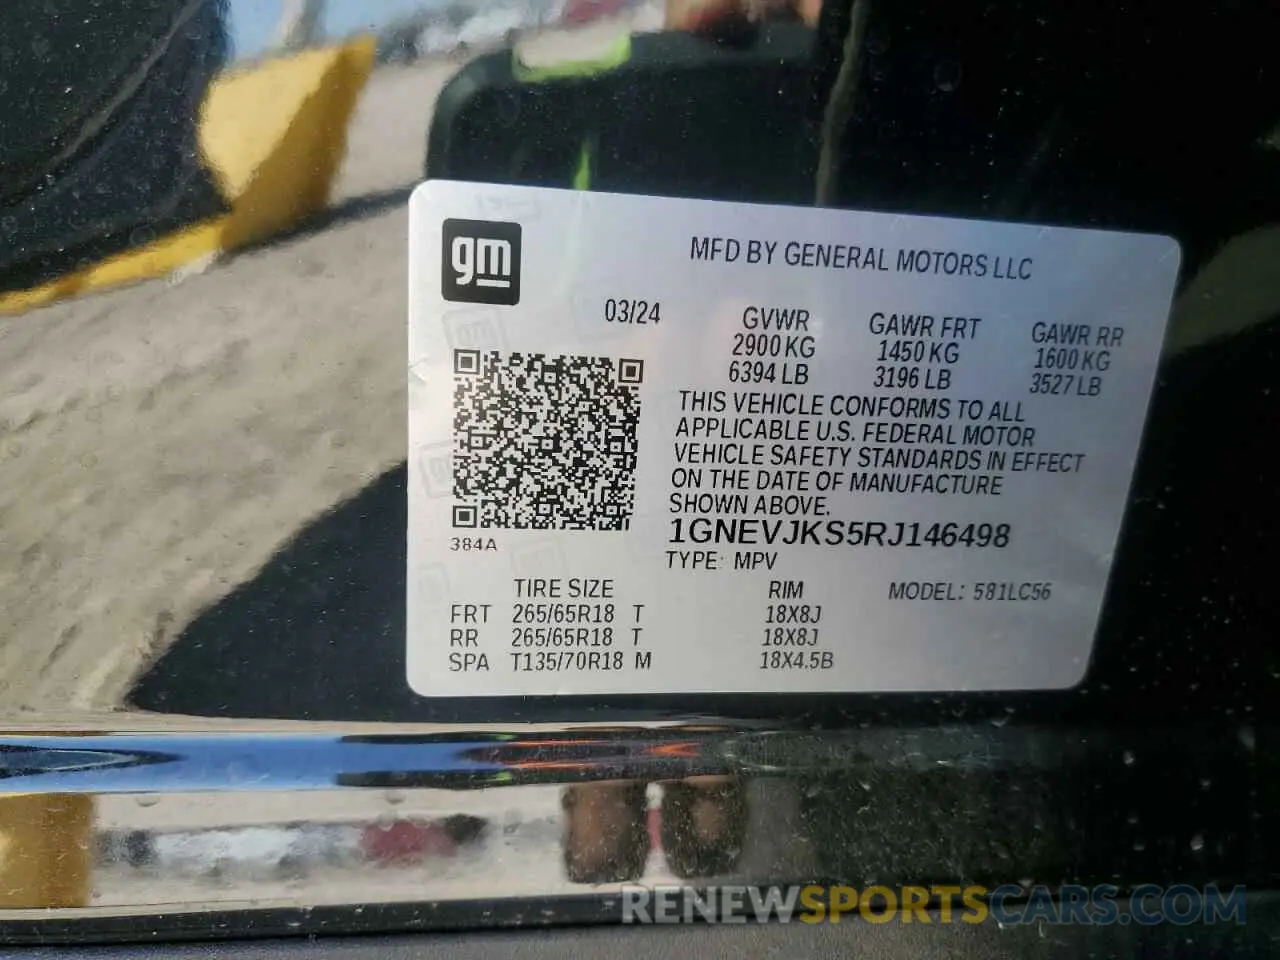 gm
MFD BY GENERAL MOTORS LLC
03/24
GVWR GAWR FRT GAWR RR
2900 KG 1450 KG 1600 KG
6394 LB 3196 LB 3527 LB
THIS VEHICLE CONFORMS TO ALL
APPLICABLE U.S. FEDERAL MOTOR
VEHICLE SAFETY STANDARDS IN EFFECT
ON THE DATE OF MANUFACTURE
SHOWN ABOVE.
1GNEVJKS5RJ146498
384A
TYPE: MPV
TIRE SIZE RIM MODEL: 581LC56
FRT 265/65R18 T 18X8J
RR 265/65R18 T 18X8J
SPA T135/70R18 M 18X4.5B
RENEWSPORTSCARS.COM